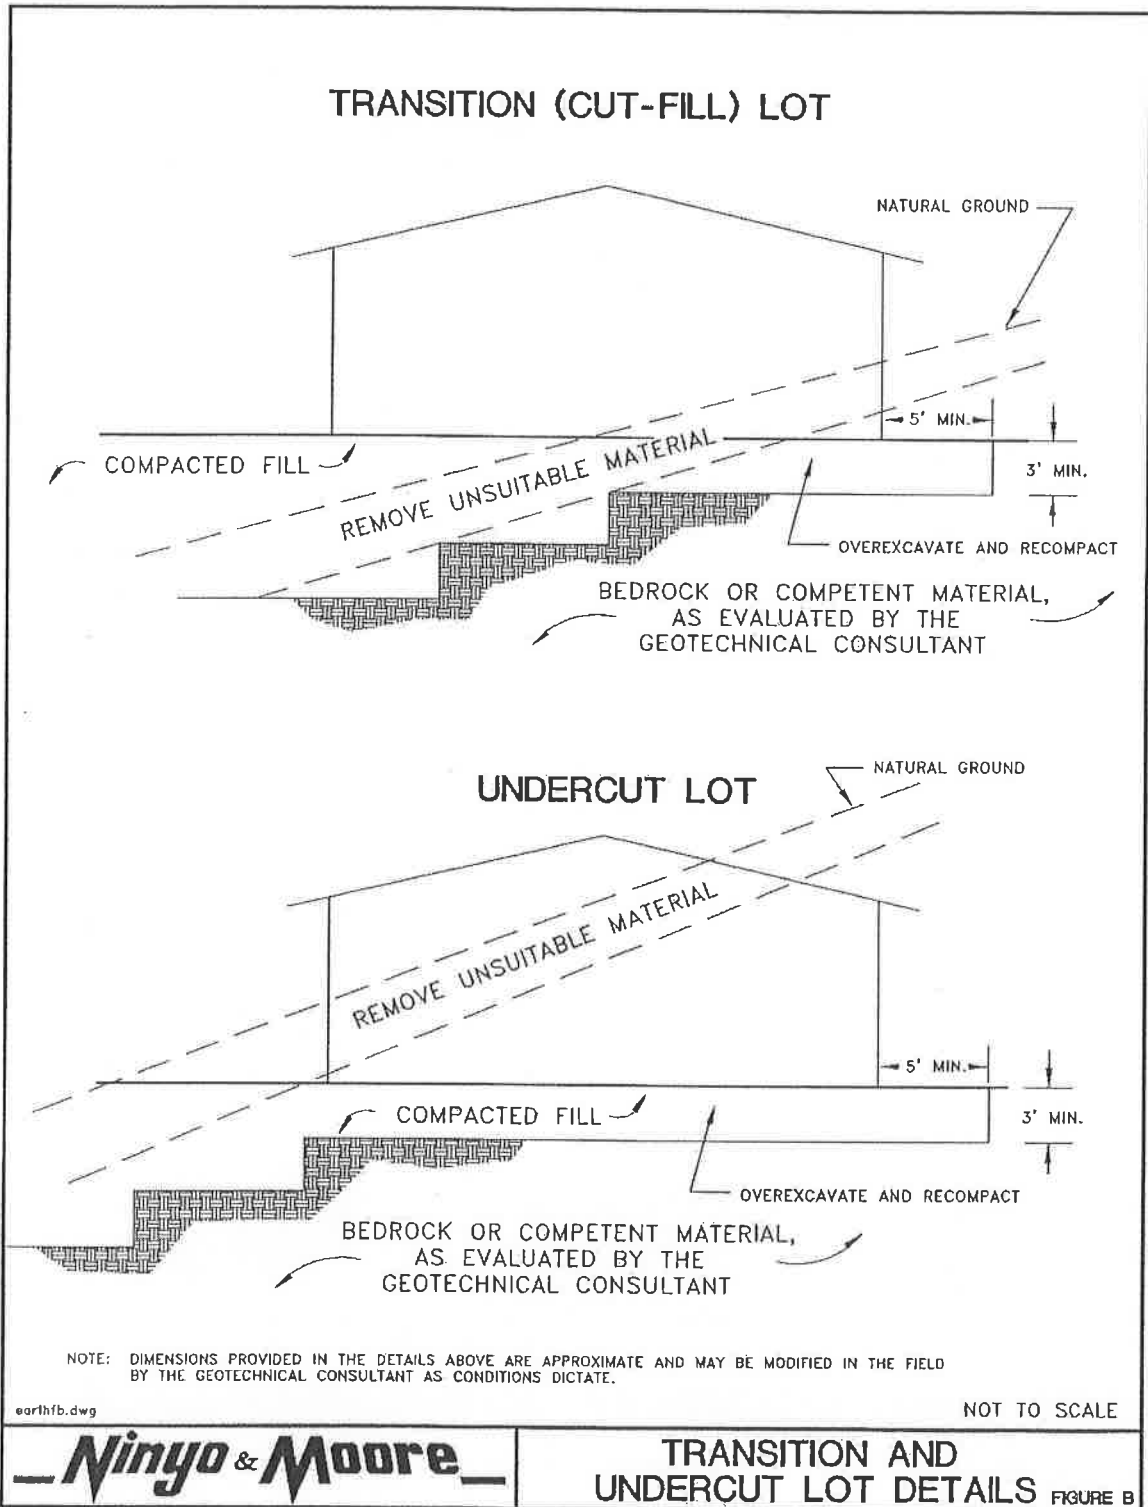 TRANSITION (CUT-FILL) LOT
NATURAL GROUND
5' MIN.
COMPACTED FILL
REMOVE UNSUITABLE MATERIAL
3' MIN.
OVEREXCAVATE AND RECOMPACT
BEDROCK OR COMPETENT MATERIAL,
AS EVALUATED BY THE
GEOTECHNICAL CONSULTANT
NATURAL GROUND
UNDERCUT LOT
REMOVE UNSUITABLE MATERIAL
5' MIN.
COMPACTED FILL
3' MIN.
OVEREXCAVATE AND RECOMPACT
BEDROCK OR COMPETENT MATERIAL,
AS EVALUATED BY THE
GEOTECHNICAL CONSULTANT
NOTE: DIMENSIONS PROVIDED IN THE DETAILS ABOVE ARE APPROXIMATE AND MAY BE MODIFIED IN THE FIELD
BY THE GEOTECHNICAL CONSULTANT AS CONDITIONS DICTATE.
earthfb.dwg
NOT TO SCALE
Ninyo & Moore
TRANSITION AND
UNDERCUT LOT DETAILS FIGURE B